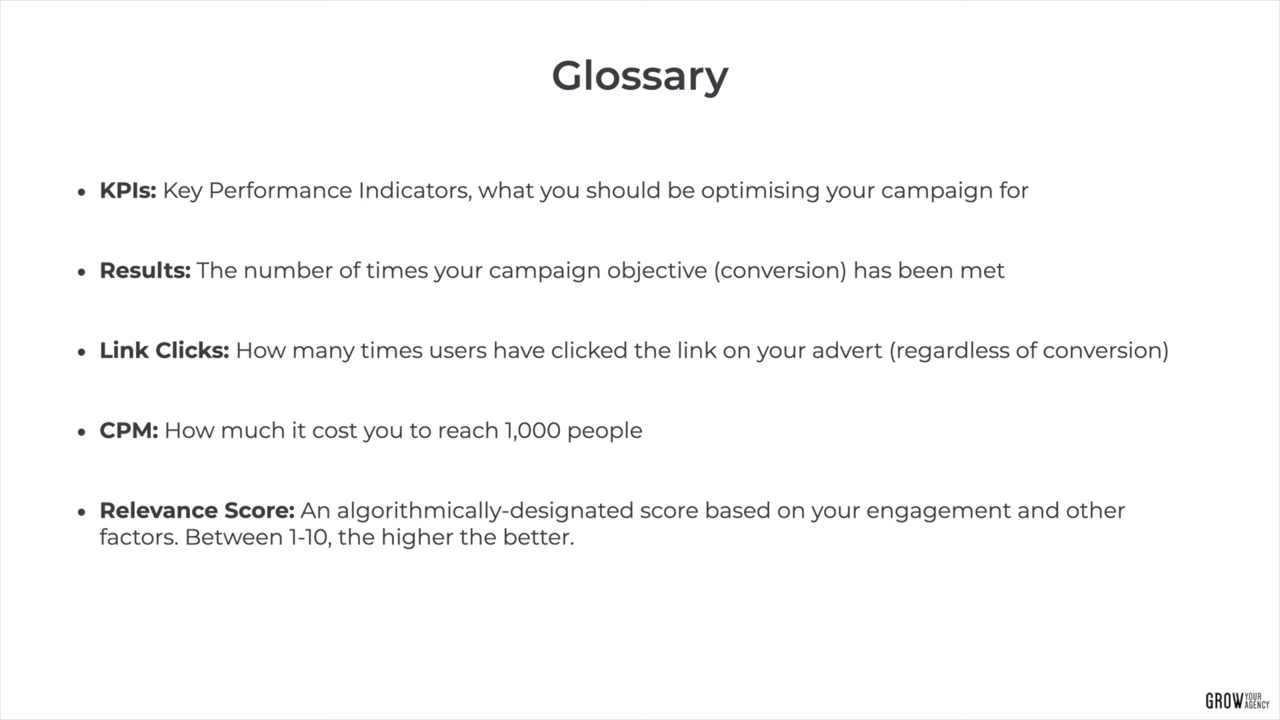 Glossary
• KPIs: Key Performance Indicators, what you should be optimising your campaign for
• Results: The number of times your campaign objective (conversion) has been met
• Link Clicks: How many times users have clicked the link on your advert (regardless of conversion)
• CPM: How much it cost you to reach 1,000 people
• Relevance Score: An algorithmically-designated score based on your engagement and other
factors. Between 1-10, the higher the better.
GROW YOUR
AGENCY